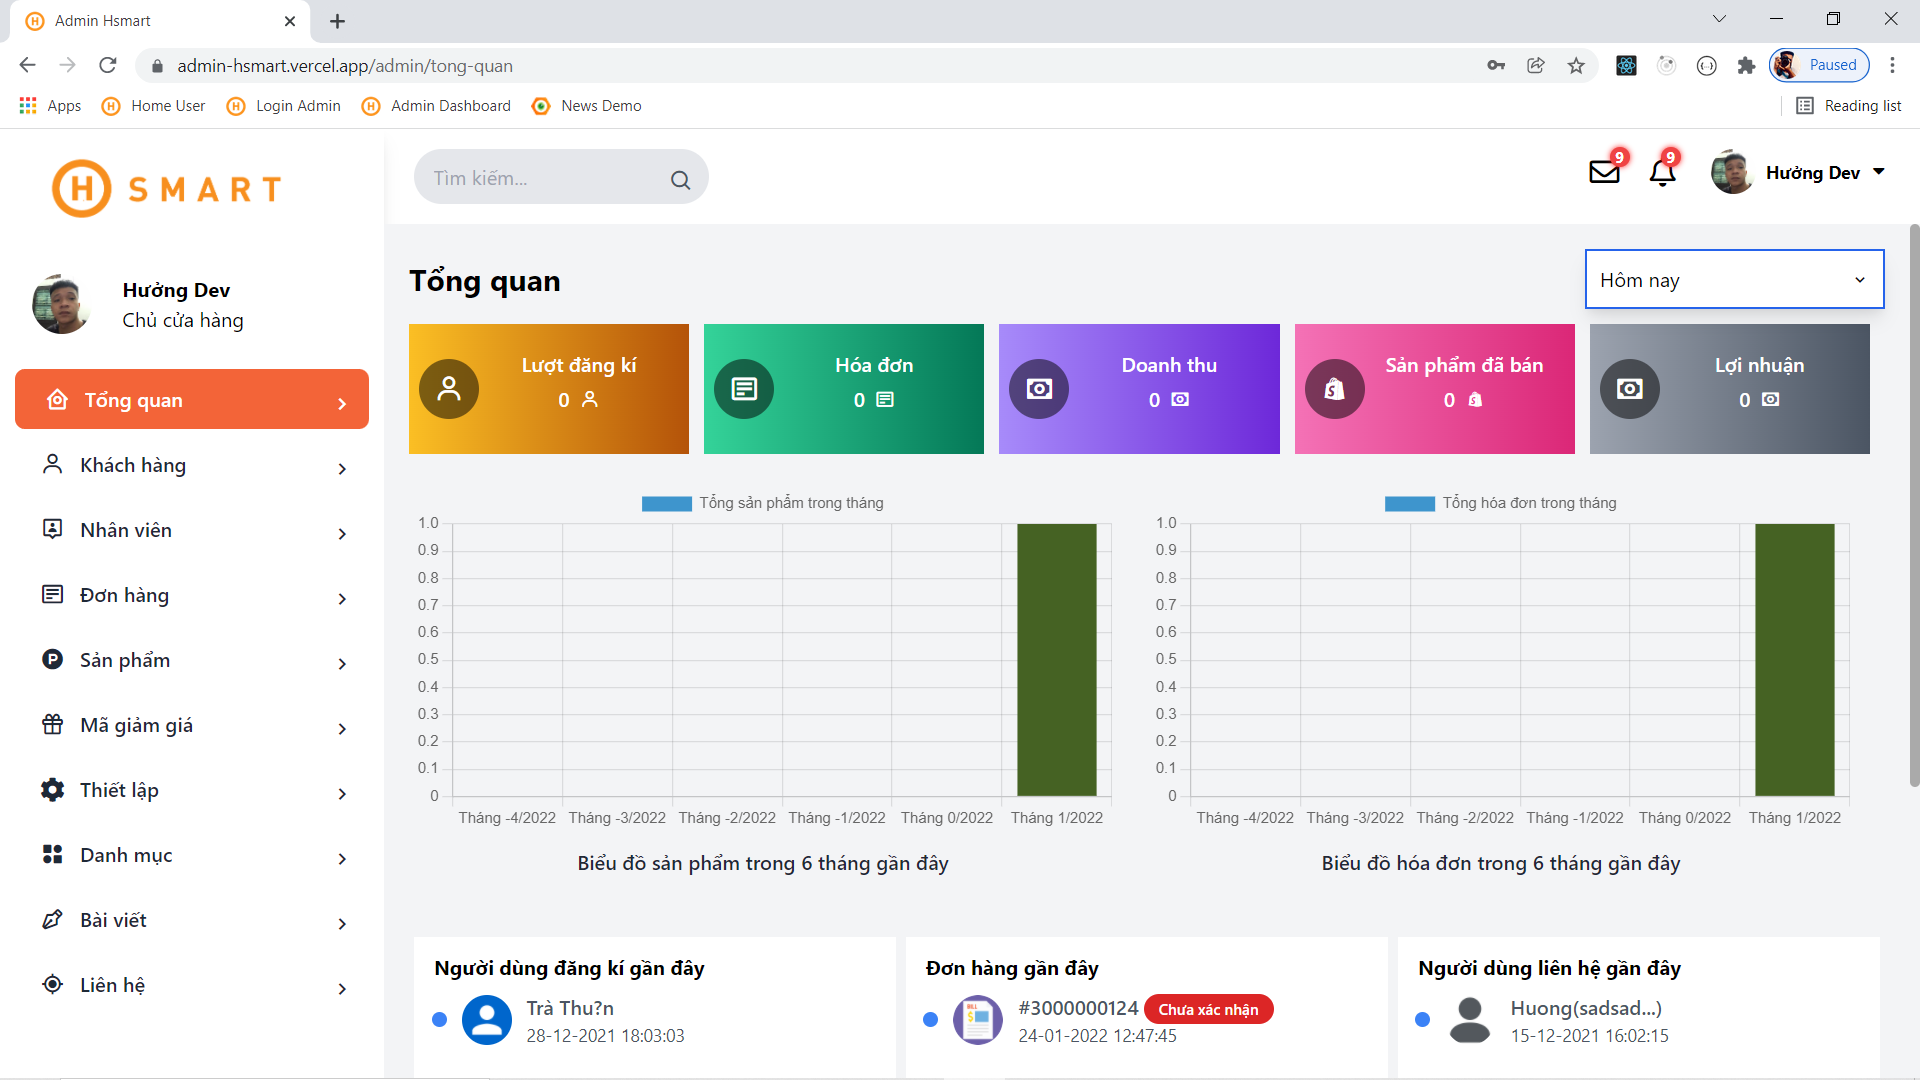 Admin Hsmart
admin-hsmart.vercel.app/admin/tong-quan
Paused
Apps
Home User
Login Admin
Admin Dashboard
News Demo
Reading list
H SMART
Tìm kiếm...
9
9
Hưởng Dev
Hưởng Dev
Chủ cửa hàng
Tổng quan
Khách hàng
Nhân viên
Đơn hàng
Sản phẩm
Mã giảm giá
Thiết lập
Danh mục
Bài viết
Liên hệ
Tổng quan
Hôm nay
Lượt đăng kí
0
Hóa đơn
0
Doanh thu
0
Sản phẩm đã bán
0
Lợi nhuận
0
Tổng sản phẩm trong tháng
1.0
0.9
0.8
0.7
0.6
0.5
0.4
0.3
0.2
0.1
0
Tháng -4/2022 Tháng -3/2022 Tháng -2/2022 Tháng -1/2022 Tháng 0/2022 Tháng 1/2022
Biểu đồ sản phẩm trong 6 tháng gần đây
Tổng hóa đơn trong tháng
1.0
0.9
0.8
0.7
0.6
0.5
0.4
0.3
0.2
0.1
0
Tháng -4/2022 Tháng -3/2022 Tháng -2/2022 Tháng -1/2022 Tháng 0/2022 Tháng 1/2022
Biểu đồ hóa đơn trong 6 tháng gần đây
Người dùng đăng kí gần đây
Trà Thu?n
28-12-2021 18:03:03
Đơn hàng gần đây
BILL
#3000000124 Chưa xác nhận
24-01-2022 12:47:45
Người dùng liên hệ gần đây
Huong(sadsad...)
15-12-2021 16:02:15